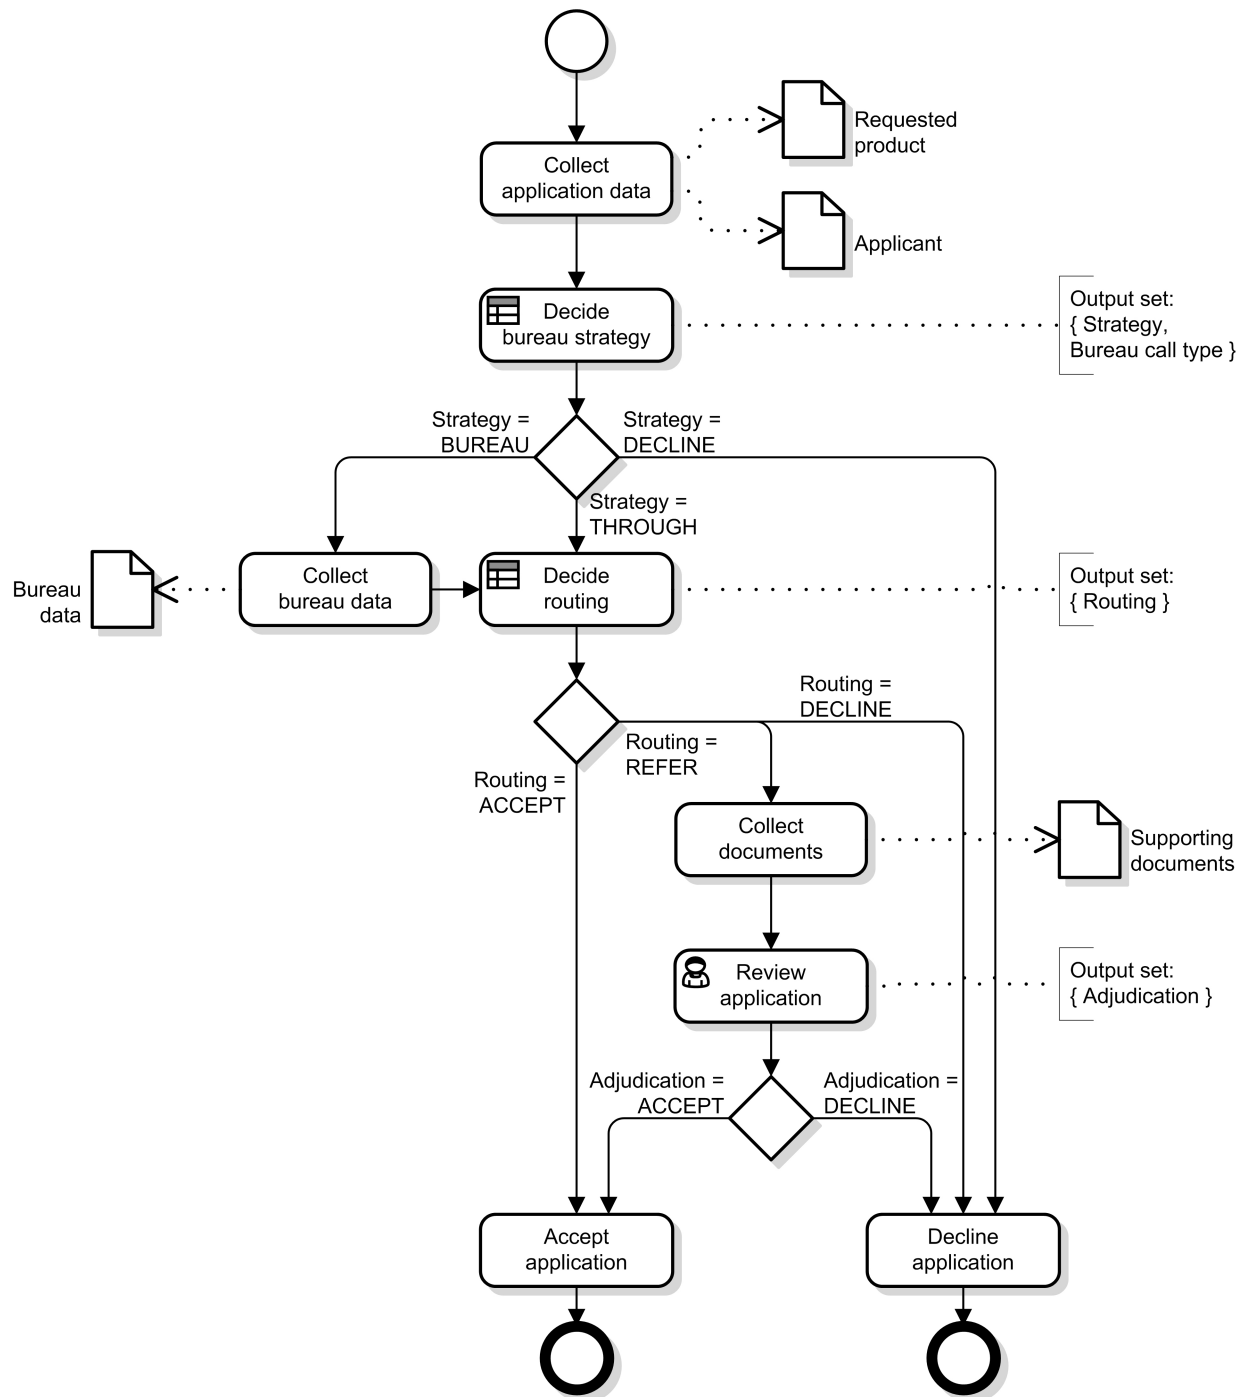 Requested
product
Collect
application data
Applicant
Output set:
{ Strategy,
Bureau call type }
Decide
bureau strategy
Strategy =
BUREAU
Strategy =
DECLINE
Strategy =
THROUGH
Bureau
data
Collect
bureau data
Decide
routing
Output set:
{ Routing }
Routing =
DECLINE
Routing =
REFER
Routing =
ACCEPT
Collect
documents
Supporting
documents
Review
application
Output set:
{ Adjudication }
Adjudication =
ACCEPT
Adjudication =
DECLINE
Accept
application
Decline
application